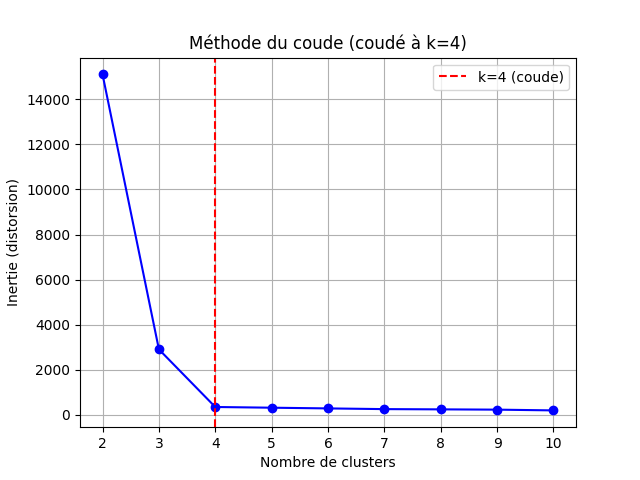 Méthode du coude (coudé à k=4)
k=4 (coude)
Inertie (distorsion)
14000
12000
10000
8000
6000
4000
2000
0
2 3 4 5 6 7 8 9 10
Nombre de clusters